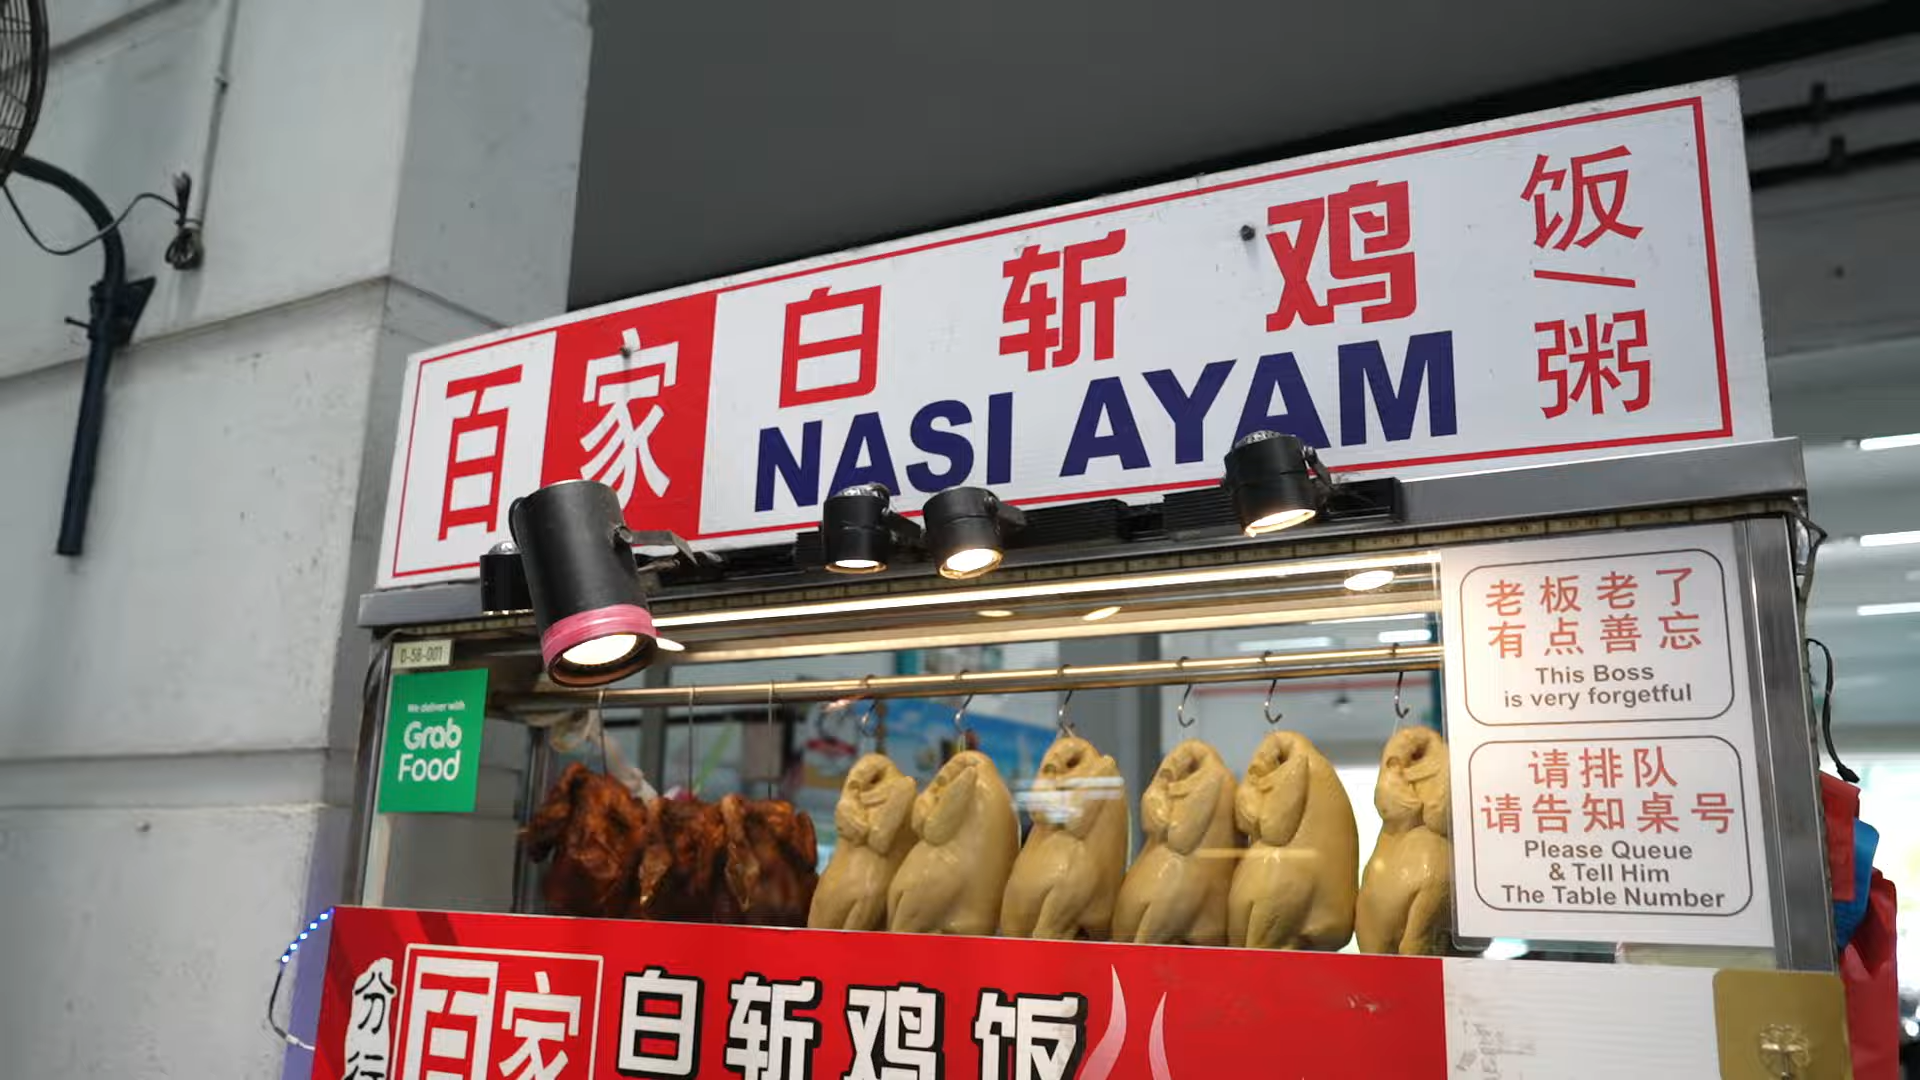 百家 白斩鸡 饭/粥
NASI AYAM
D-58-001
We deliver with
Grab
Food
老板老了
有点善忘
This Boss
is very forgetful
请排队
请告知桌号
Please Queue
& Tell Him
The Table Number
分行
百家 白斩鸡饭